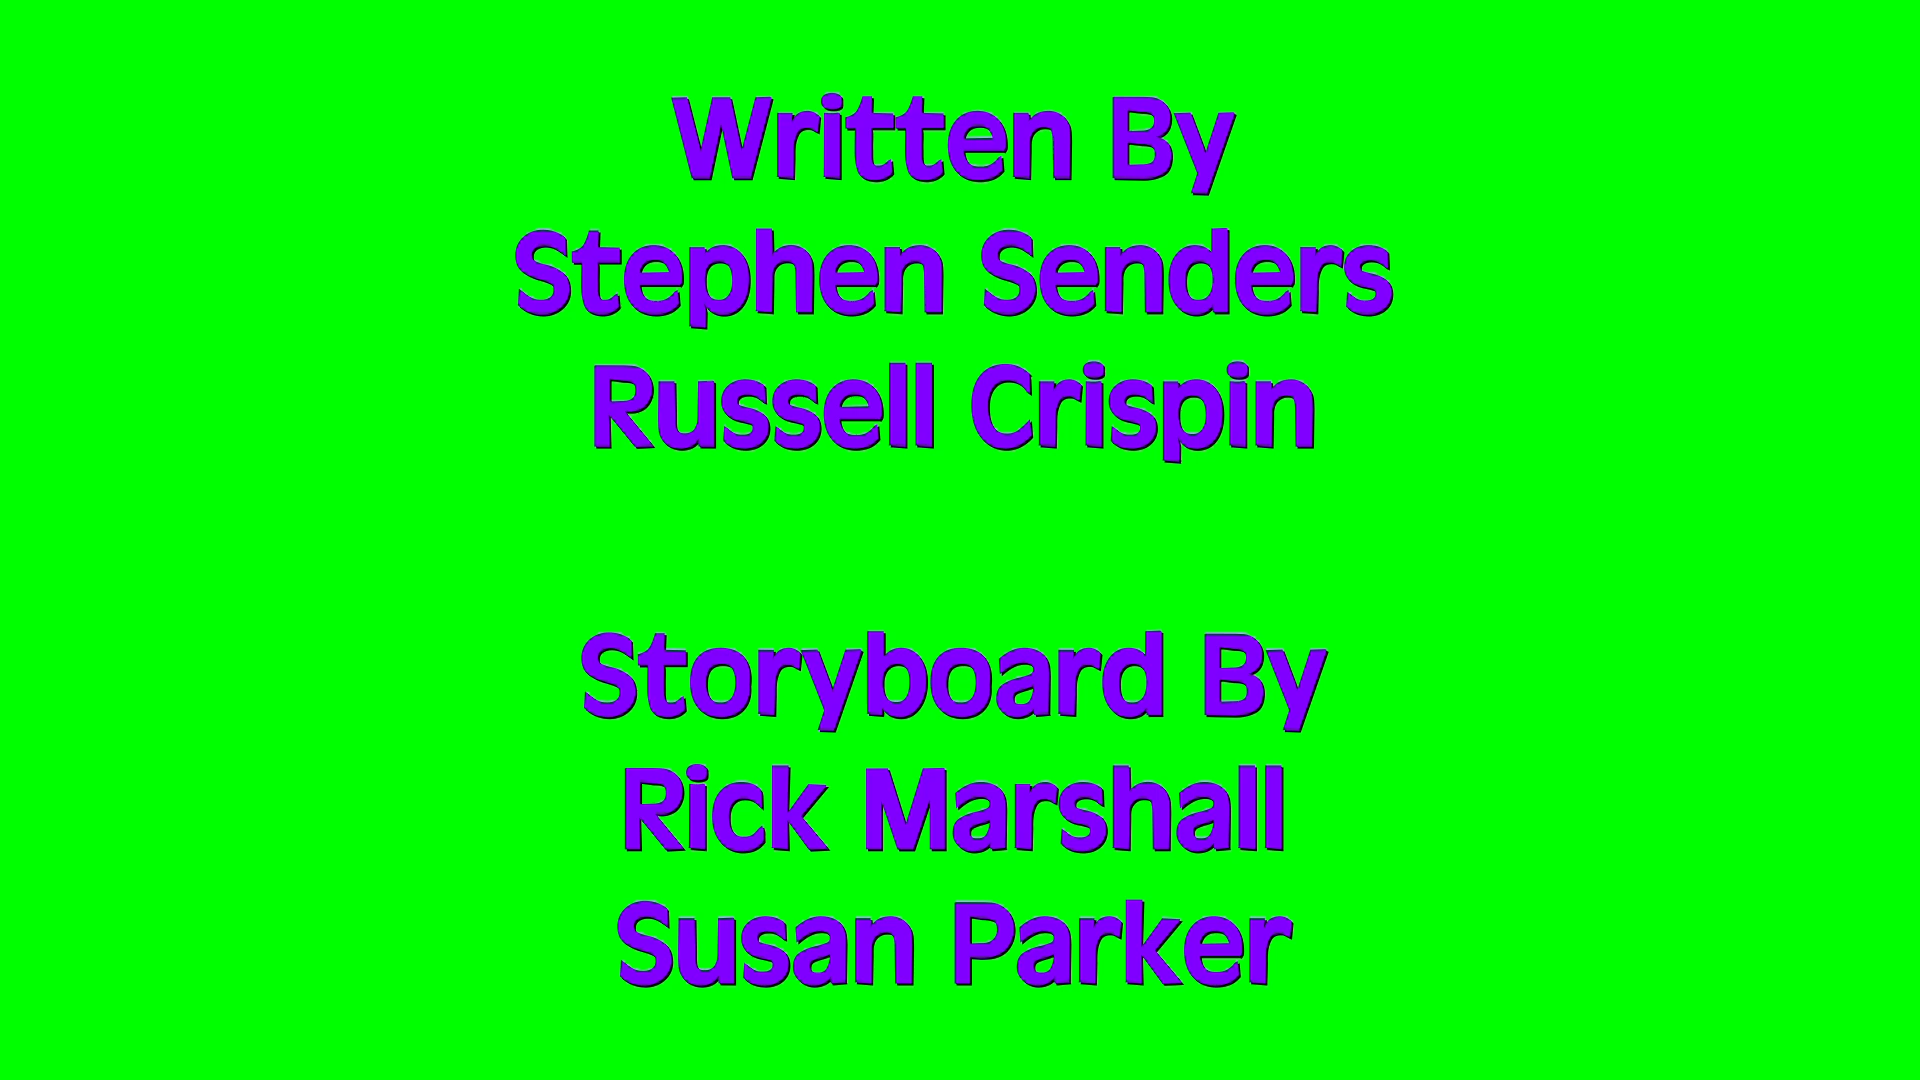 Written By
Stephen Senders
Russell Crispin
Storyboard By
Rick Marshall
Susan Parker